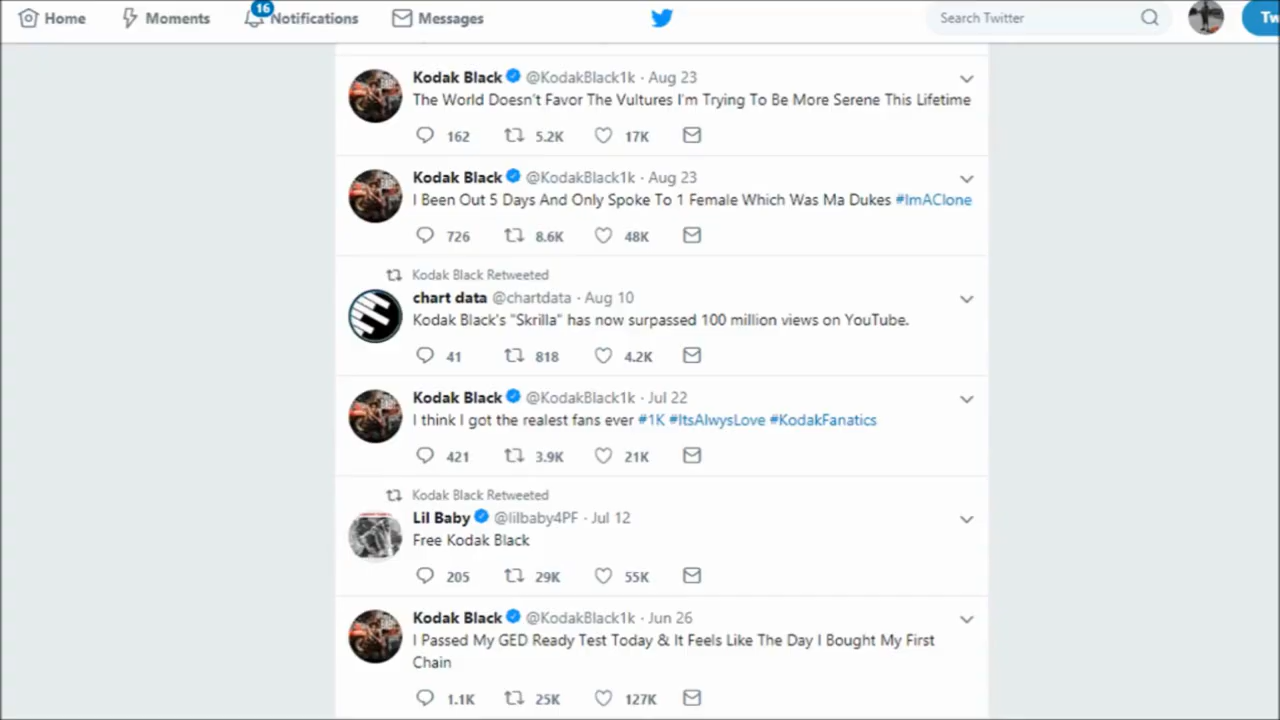 Home Moments 16 Notifications Messages Search Twitter Tw
Kodak Black @KodakBlack1k · Aug 23
The World Doesn't Favor The Vultures I'm Trying To Be More Serene This Lifetime
162 5.2K 17K
Kodak Black @KodakBlack1k · Aug 23
I Been Out 5 Days And Only Spoke To 1 Female Which Was Ma Dukes #ImAClone
726 8.6K 48K
Kodak Black Retweeted
chart data @chartdata · Aug 10
Kodak Black's "Skrilla" has now surpassed 100 million views on YouTube.
41 818 4.2K
Kodak Black @KodakBlack1k · Jul 22
I think I got the realest fans ever #1K #ItsAlwysLove #KodakFanatics
421 3.9K 21K
Kodak Black Retweeted
Lil Baby @lilbaby4PF · Jul 12
Free Kodak Black
205 29K 55K
Kodak Black @KodakBlack1k · Jun 26
I Passed My GED Ready Test Today & It Feels Like The Day I Bought My First
Chain
1.1K 25K 127K